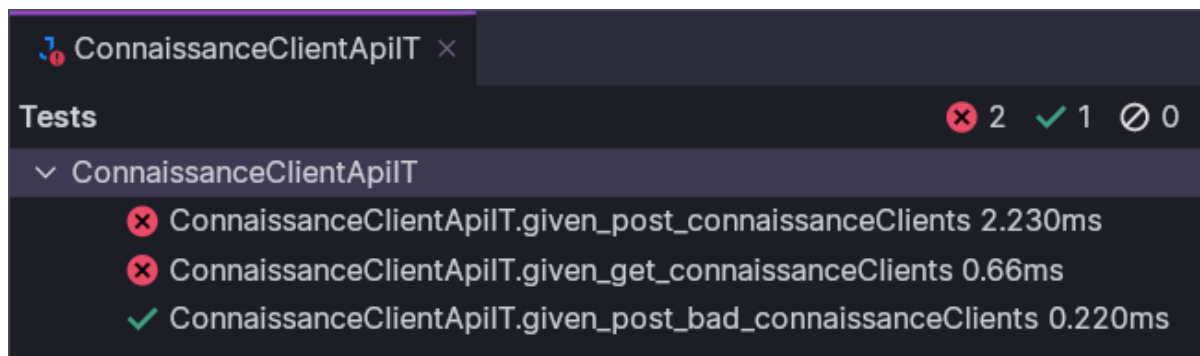 ConnaissanceClientApiIT
Tests 2 1 0
ConnaissanceClientApiIT
ConnaissanceClientApiIT.given_post_connaissanceClients 2.230ms
ConnaissanceClientApiIT.given_get_connaissanceClients 0.66ms
ConnaissanceClientApiIT.given_post_bad_connaissanceClients 0.220ms